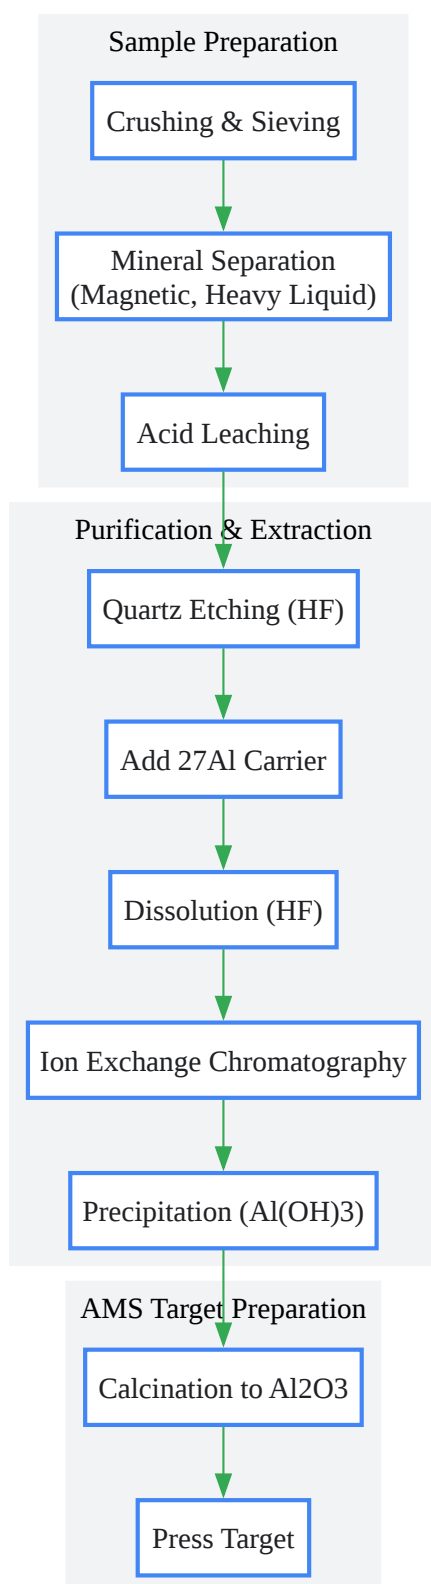 Sample Preparation
Crushing & Sieving
Mineral Separation
(Magnetic, Heavy Liquid)
Acid Leaching
Purification & Extraction
Quartz Etching (HF)
Add 27Al Carrier
Dissolution (HF)
Ion Exchange Chromatography
Precipitation (Al(OH)3)
AMS Target Preparation
Calcination to Al2O3
Press Target